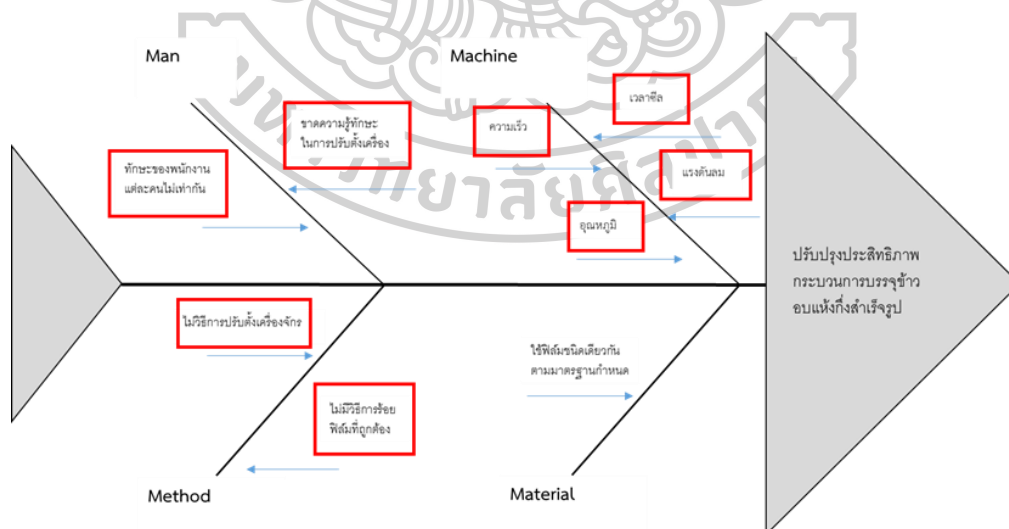 Man
Machine
เวลาซีล
ขาดความรู้ทักษะ
ในการปรับตั้งเครื่อง
ความเร็ว
ทักษะของพนักงาน
แต่ละคนไม่เท่ากัน
แรงดันลม
อุณหภูมิ
ปรับปรุงประสิทธิภาพ
กระบวนการบรรจุข้าว
อบแห้งกึ่งสำเร็จรูป
ไม่วิธีการปรับตั้งเครื่องจักร
ใช้ฟิล์มชนิดเดียวกัน
ตามมาตรฐานกำหนด
ไม่มีวิธีการร้อย
ฟิล์มที่ถูกต้อง
Method
Material